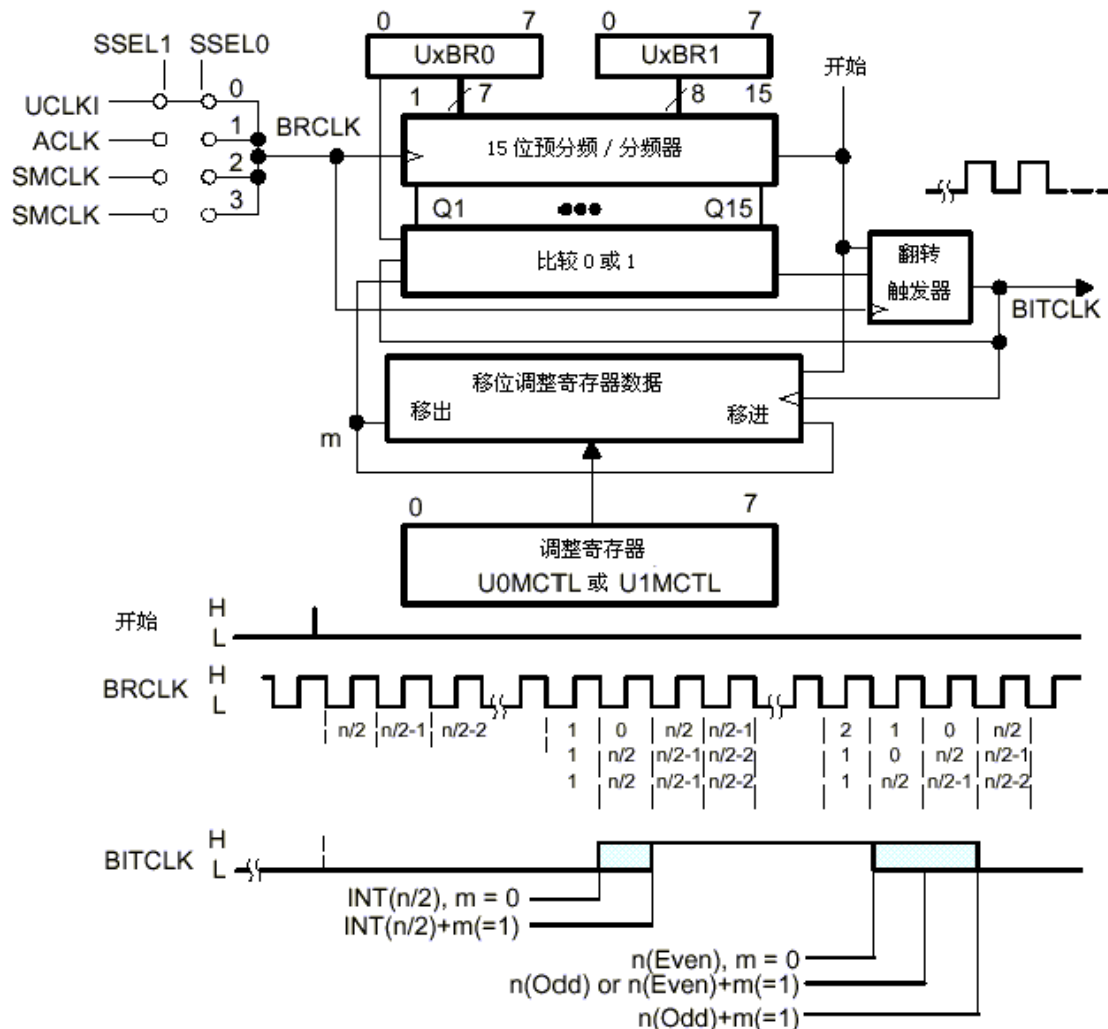 0 7 0 7
SSEL1 SSEL0
UxBR0 UxBR1
开始
0 1 7 8 15
UCLKI
1 BRCLK
ACLK
15 位预分频 / 分频器
2
SMCLK
3
SMCLK
Q1 ●●● Q15
比较 0 或 1
翻转
触发器
BITCLK
移位调整寄存器数据
移出 移进
m
0 7
调整寄存器
U0MCTL 或 U1MCTL
开始 H
L
BRCLK H
L
n/2 n/2-1 n/2-2 1 0 n/2 n/2-1 2 1 0 n/2
1 n/2 n/2-1 n/2-2 1 0 n/2 n/2-1
1 n/2 n/2-1 n/2-2 1 n/2 n/2-1 n/2-2
BITCLK H
L
INT(n/2), m = 0
INT(n/2)+m(=1)
n(Even), m = 0
n(Odd) or n(Even)+m(=1)
n(Odd)+m(=1)